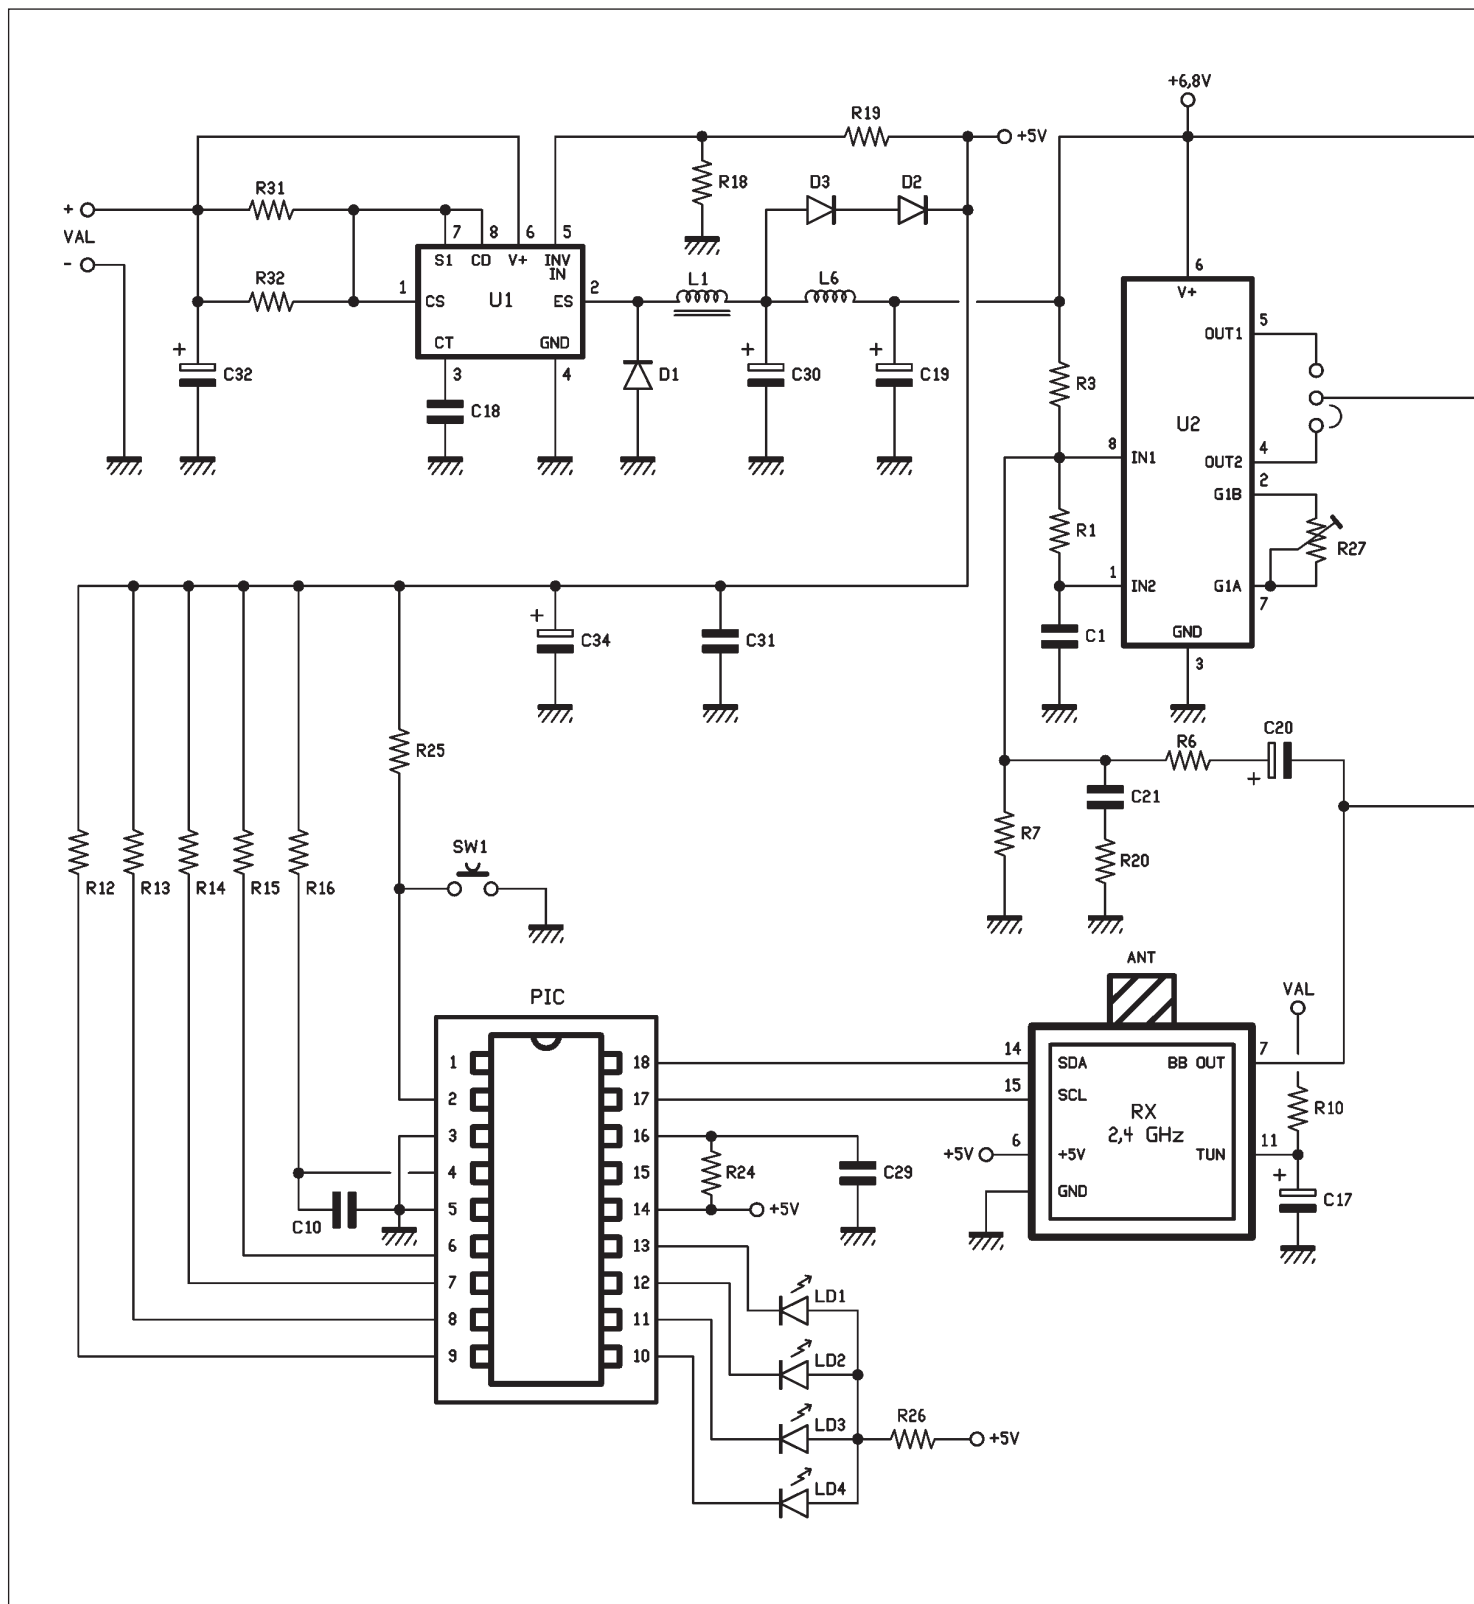 +6,8V
R19
+5V
R31
R18
D3
D2
+
VAL
-
7
8
6
5
6
S1
CD
V+
INV
IN
R32
L1
L6
1
CS
U1
ES
2
V+
5
OUT1
CT
GND
+
C32
3
4
D1
+
C30
+
C19
R3
C18
U2
8
IN1
4
OUT2
2
G1B
R1
R27
1
IN2
G1A
7
+
C34
C31
C1
GND
3
C20
R25
R6
+
C21
R7
R20
SW1
R12
R13
R14
R15
R16
ANT
PIC
VAL
1
18
14
SDA
BB OUT
7
2
17
15
SCL
R10
RX
2,4 GHz
3
16
6
11
+5V
+5V
TUN
4
15
R24
C29
+
C17
GND
5
14
+5V
C10
6
13
7
12
LD1
8
11
9
10
LD2
LD3
R26
+5V
LD4